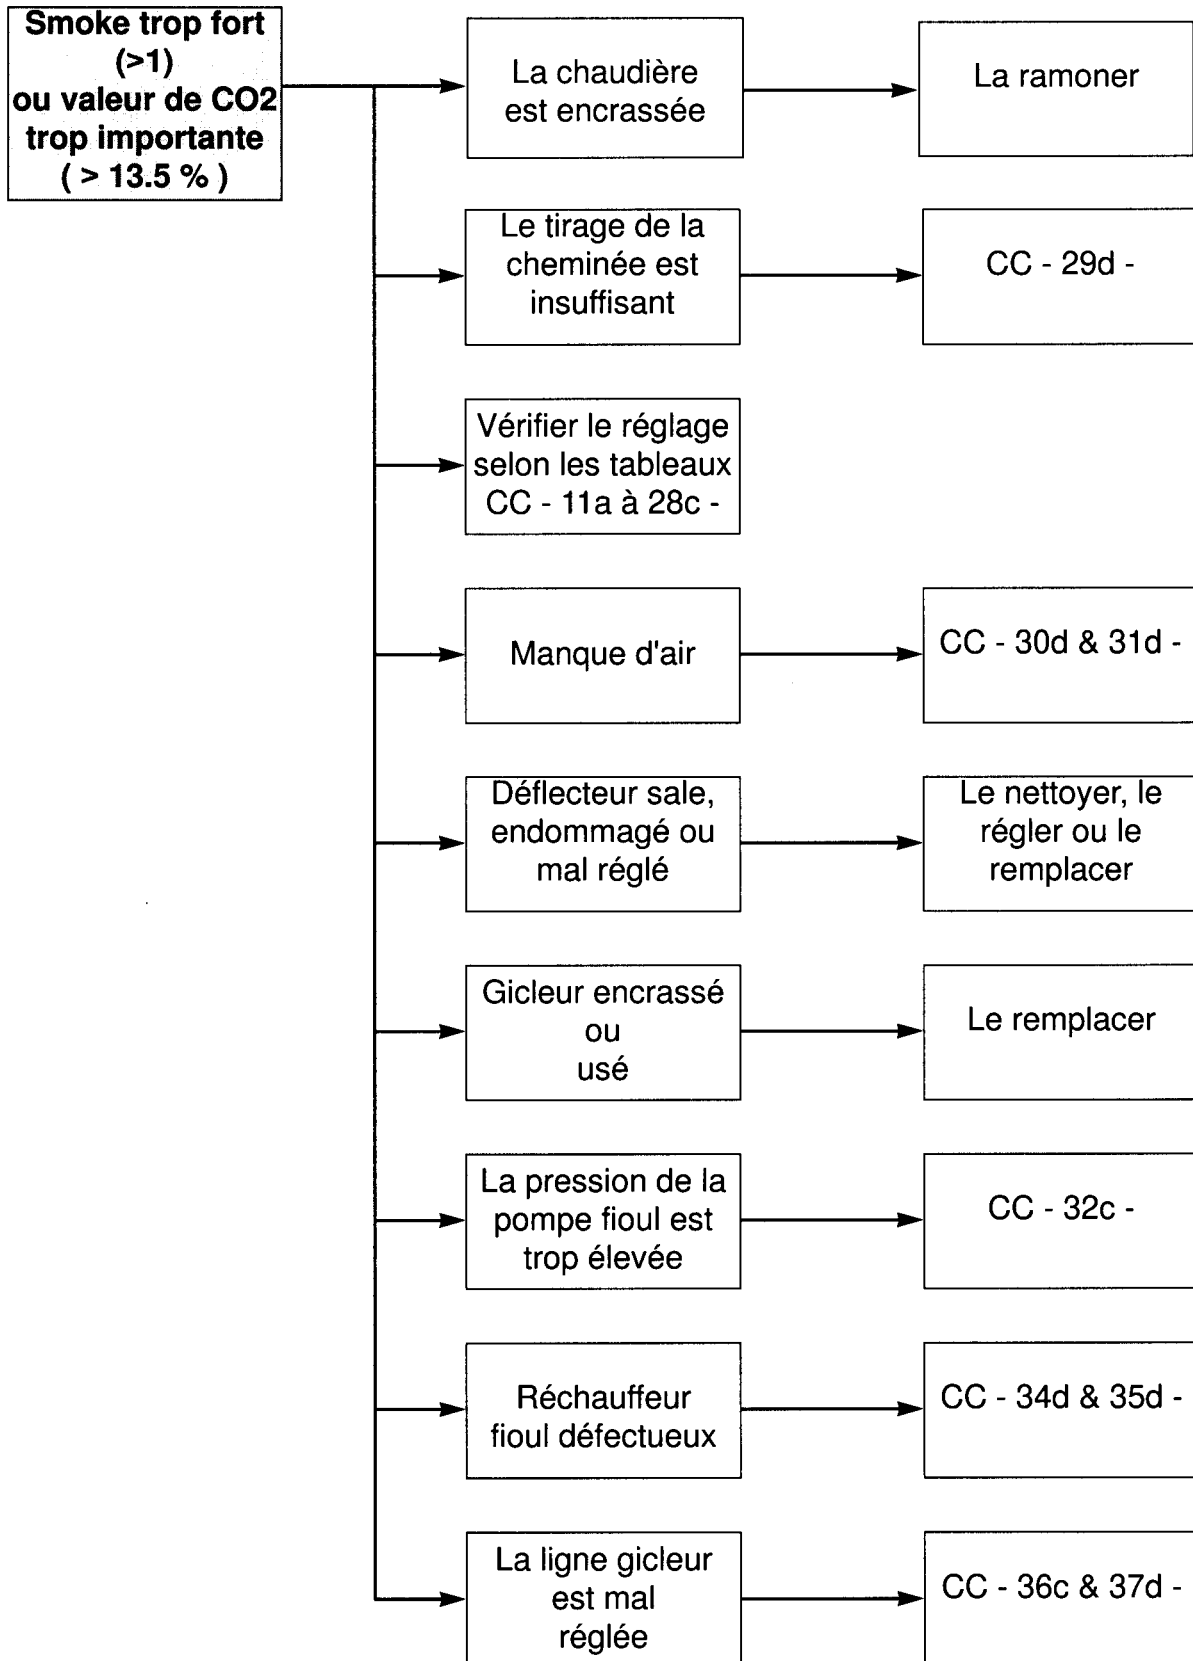 Smoke trop fort
(>1)
ou valeur de CO2
trop importante
( > 13.5 % )
La chaudière
est encrassée
La ramoner
Le tirage de la
cheminée est
insuffisant
CC - 29d -
Vérifier le réglage
selon les tableaux
CC - 11a à 28c -
Manque d'air
CC - 30d & 31d -
Déflecteur sale,
endommagé ou
mal réglé
Le nettoyer, le
régler ou le
remplacer
Gicleur encrassé
ou
usé
Le remplacer
La pression de la
pompe fioul est
trop élevée
CC - 32c -
Réchauffeur
fioul défectueux
CC - 34d & 35d -
La ligne gicleur
est mal
réglée
CC - 36c & 37d -